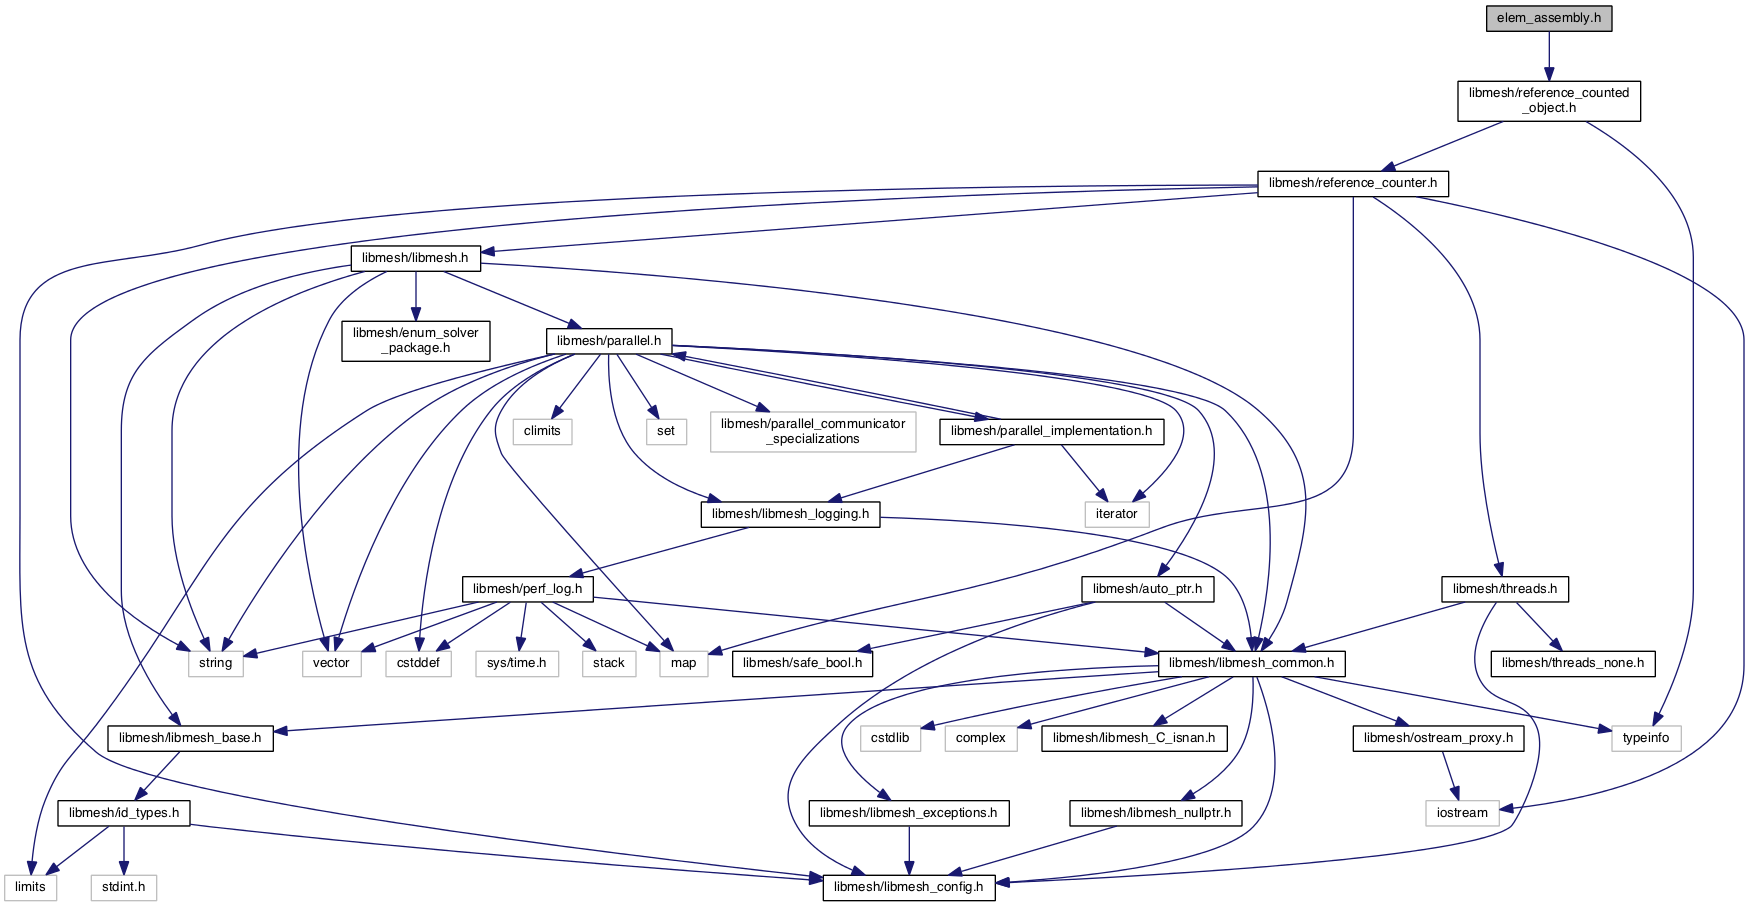 elem_assembly.h
libmesh/reference_counted
_object.h
libmesh/reference_counter.h
libmesh/libmesh.h
libmesh/enum_solver
_package.h
libmesh/parallel.h
climits
set
libmesh/parallel_communicator
_specializations
libmesh/parallel_implementation.h
libmesh/libmesh_logging.h
iterator
libmesh/perf_log.h
libmesh/auto_ptr.h
libmesh/threads.h
string
vector
cstddef
sys/time.h
stack
map
libmesh/safe_bool.h
libmesh/libmesh_common.h
libmesh/threads_none.h
libmesh/libmesh_base.h
cstdlib
complex
libmesh/libmesh_C_isnan.h
libmesh/ostream_proxy.h
typeinfo
libmesh/id_types.h
libmesh/libmesh_exceptions.h
libmesh/libmesh_nullptr.h
iostream
limits
stdint.h
libmesh/libmesh_config.h